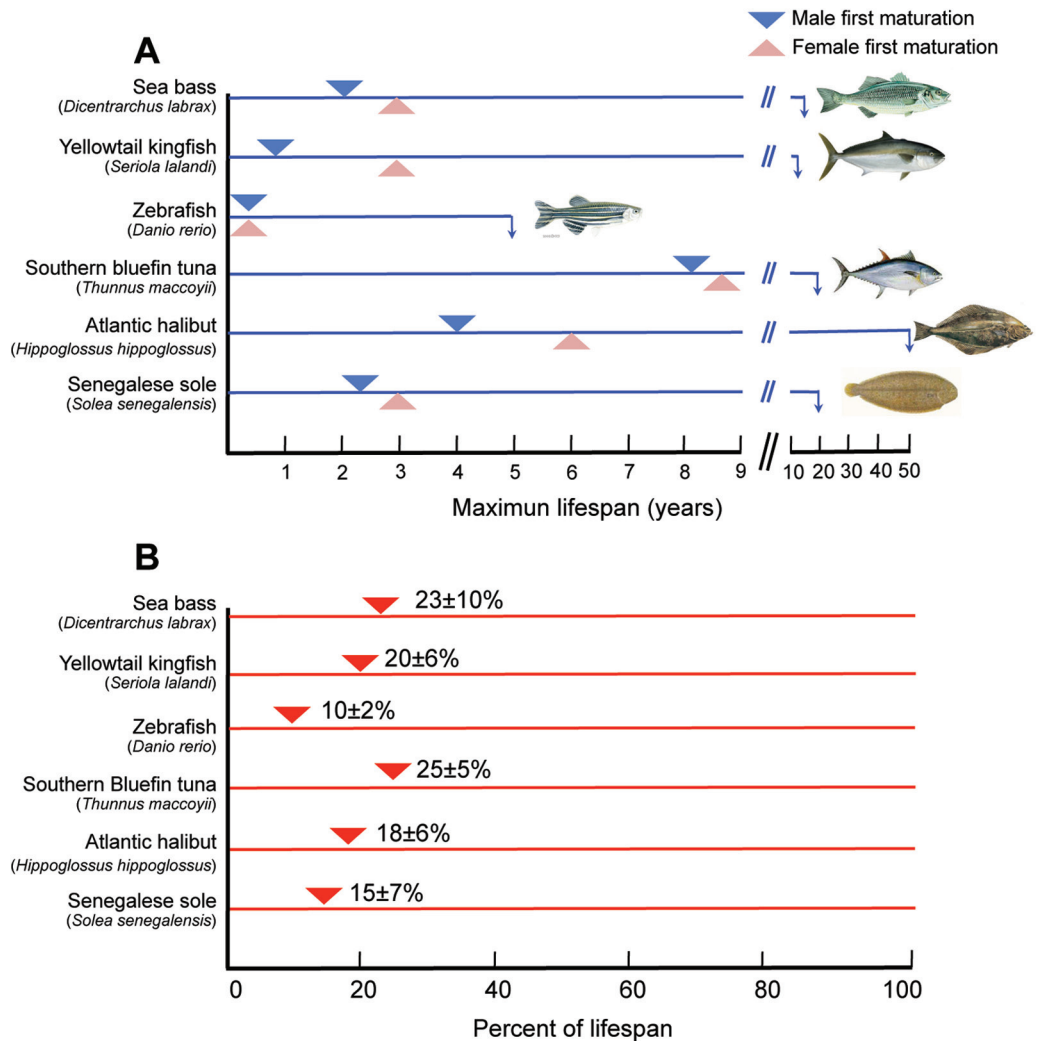 Male first maturation
Female first maturation
A
Sea bass
(Dicentrarchus labrax)
Yellowtail kingfish
(Seriola lalandi)
Zebrafish
(Danio rerio)
Southern bluefin tuna
(Thunnus maccoyii)
Atlantic halibut
(Hippoglossus hippoglossus)
Senegalese sole
(Solea senegalensis)
1 2 3 4 5 6 7 8 9 10 20 30 40 50
Maximun lifespan (years)
B
Sea bass
(Dicentrarchus labrax)
23±10%
Yellowtail kingfish
(Seriola lalandi)
20±6%
Zebrafish
(Danio rerio)
10±2%
Southern Bluefin tuna
(Thunnus maccoyii)
25±5%
Atlantic halibut
(Hippoglossus hippoglossus)
18±6%
Senegalese sole
(Solea senegalensis)
15±7%
0 20 40 60 80 100
Percent of lifespan